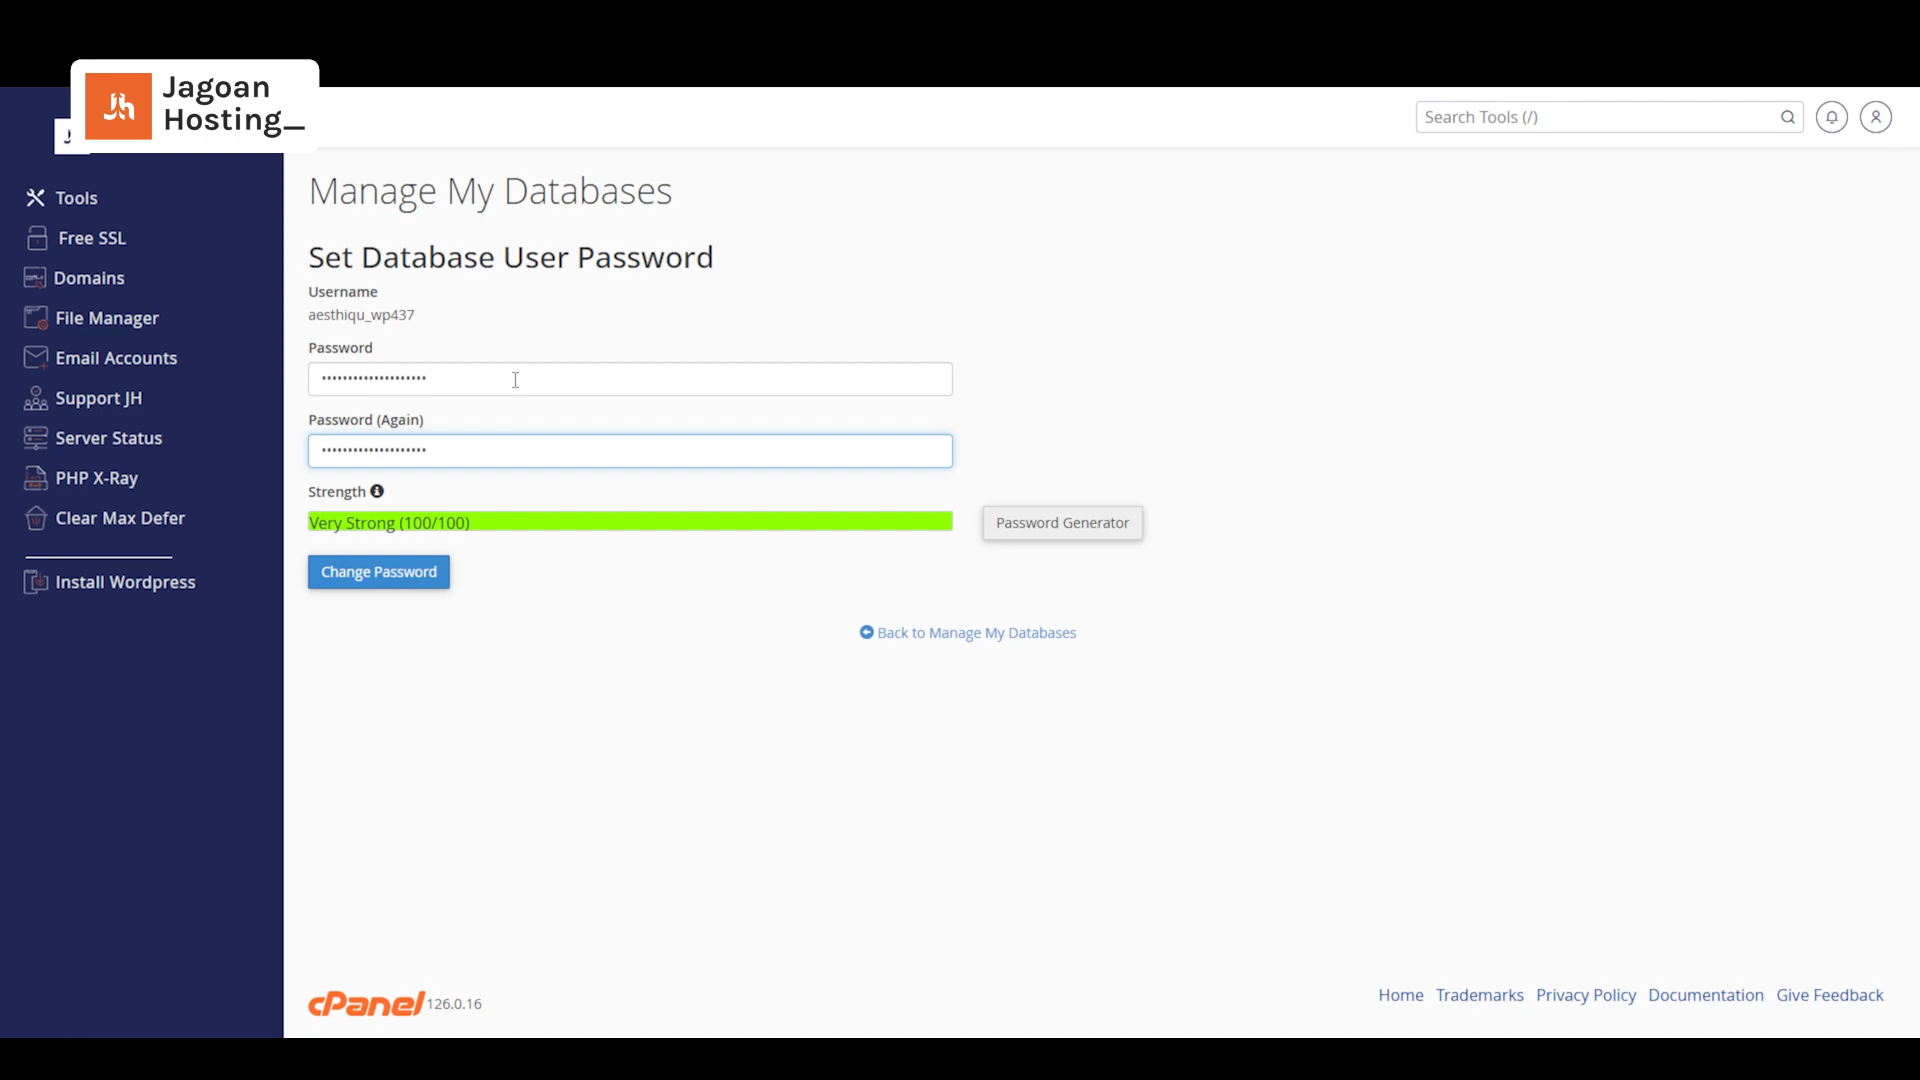 Jagoan
Hosting_
Search Tools (/)
Tools
Free SSL
Domains
File Manager
Email Accounts
Support JH
Server Status
PHP X-Ray
Clear Max Defer
Install Wordpress
Manage My Databases
Set Database User Password
Username
aesthiqu_wp437
Password
••••••••••••••••••••
Password (Again)
••••••••••••••••••••
Strength
Very Strong (100/100)
Password Generator
Change Password
Back to Manage My Databases
cPanel 126.0.16
Home Trademarks Privacy Policy Documentation Give Feedback